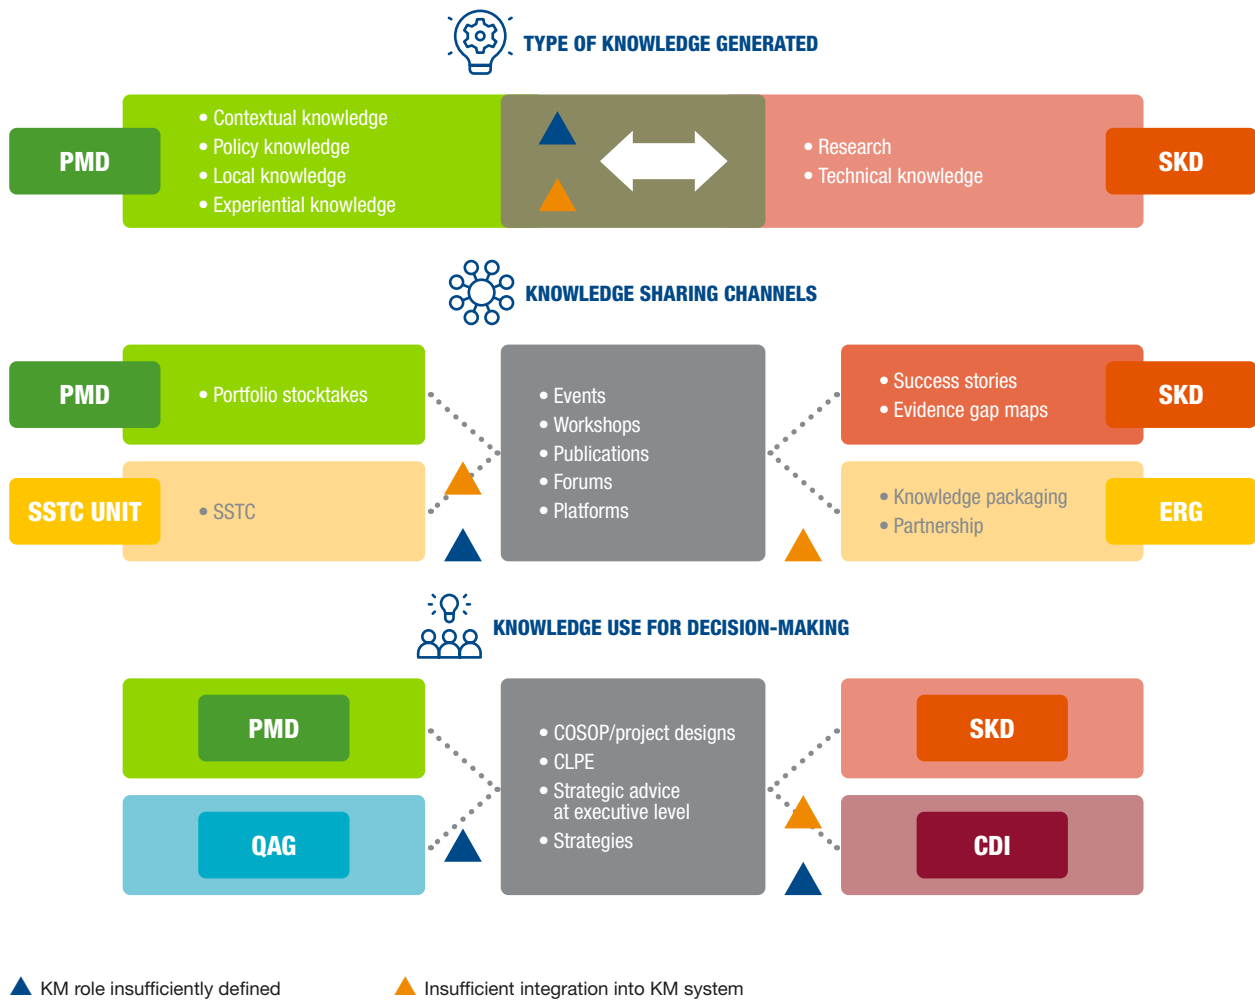 TYPE OF KNOWLEDGE GENERATED
PMD
• Contextual knowledge
• Policy knowledge
• Local knowledge
• Experiential knowledge
• Research
• Technical knowledge
SKD
KNOWLEDGE SHARING CHANNELS
PMD
• Portfolio stocktakes
SSTC UNIT
• SSTC
• Events
• Workshops
• Publications
• Forums
• Platforms
• Success stories
• Evidence gap maps
SKD
• Knowledge packaging
• Partnership
ERG
KNOWLEDGE USE FOR DECISION-MAKING
PMD
QAG
• COSOP/project designs
• CLPE
• Strategic advice
at executive level
• Strategies
SKD
CDI
KM role insufficiently defined
Insufficient integration into KM system